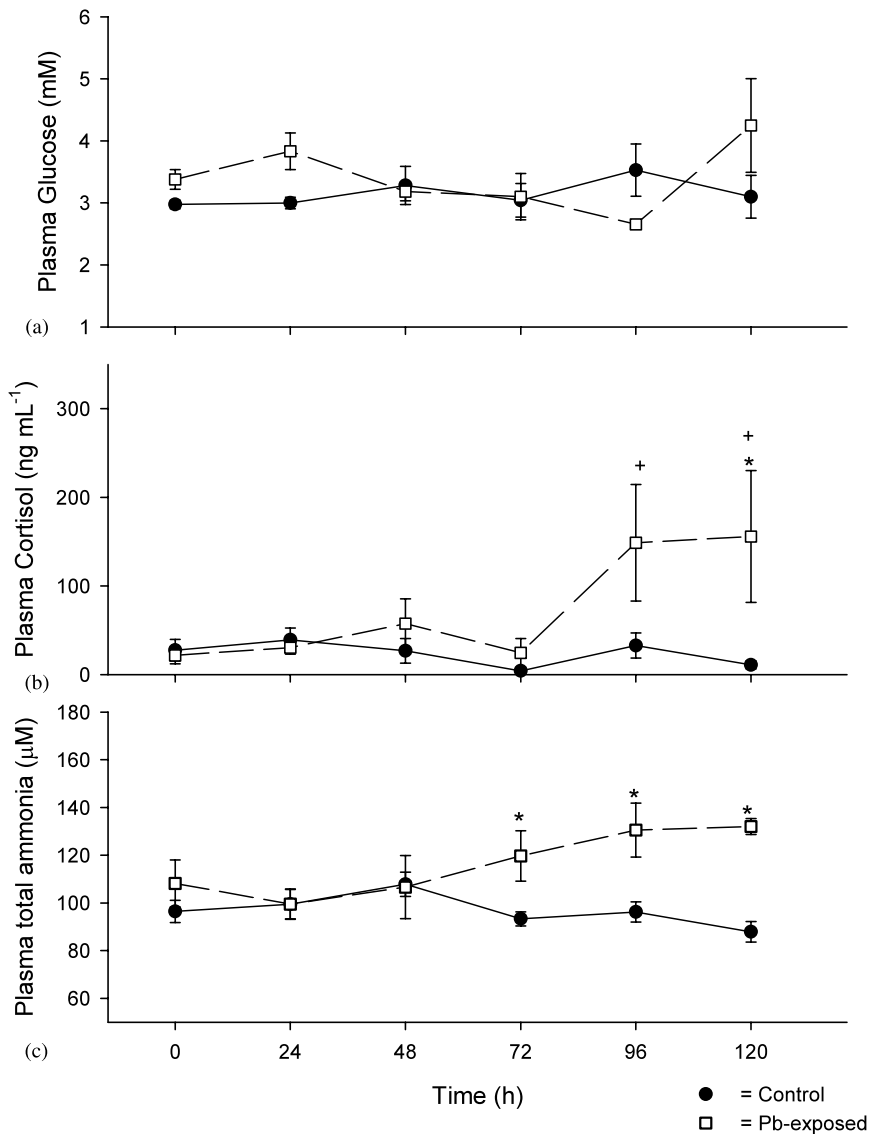 6
5
4
3
2
1
Plasma Glucose (mM)
(a)
300
200
100
0
Plasma Cortisol (ng mL⁻¹)
+
+
*
(b)
180
160
140
120
100
80
60
Plasma total ammonia (μM)
* * *
(c)
0 24 48 72 96 120
Time (h)
= Control
= Pb-exposed